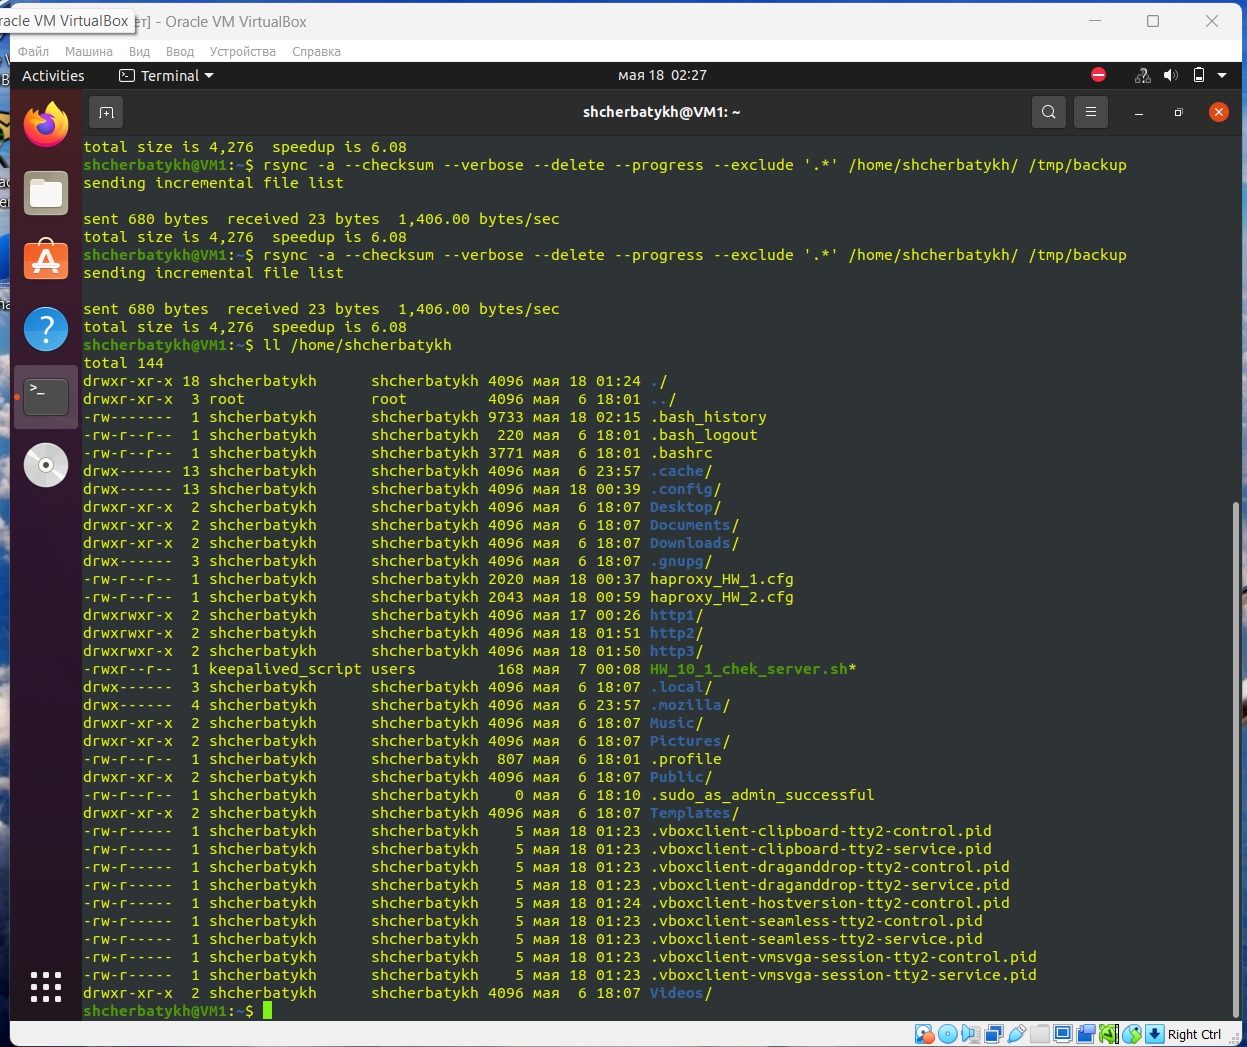 racle VM VirtualBox
ет] - Oracle VM VirtualBox
Файл Машина Вид Ввод Устройства Справка
Activities Terminal мая 18 02:27
shcherbatykh@VM1: ~
total size is 4,276  speedup is 6.08
shcherbatykh@VM1:~$ rsync -a --checksum --verbose --delete --progress --exclude '.*' /home/shcherbatykh/ /tmp/backup
sending incremental file list
sent 680 bytes  received 23 bytes  1,406.00 bytes/sec
total size is 4,276  speedup is 6.08
shcherbatykh@VM1:~$ rsync -a --checksum --verbose --delete --progress --exclude '.*' /home/shcherbatykh/ /tmp/backup
sending incremental file list
sent 680 bytes  received 23 bytes  1,406.00 bytes/sec
total size is 4,276  speedup is 6.08
shcherbatykh@VM1:~$ ll /home/shcherbatykh
total 144
drwxr-xr-x 18 shcherbatykh      shcherbatykh 4096 мая 18 01:24 ./
drwxr-xr-x  3 root              root         4096 мая  6 18:01 ../
-rw-------  1 shcherbatykh      shcherbatykh 9733 мая 18 02:15 .bash_history
-rw-r--r--  1 shcherbatykh      shcherbatykh  220 мая  6 18:01 .bash_logout
-rw-r--r--  1 shcherbatykh      shcherbatykh 3771 мая  6 18:01 .bashrc
drwx------ 13 shcherbatykh      shcherbatykh 4096 мая  6 23:57 .cache/
drwx------ 13 shcherbatykh      shcherbatykh 4096 мая 18 00:39 .config/
drwxr-xr-x  2 shcherbatykh      shcherbatykh 4096 мая  6 18:07 Desktop/
drwxr-xr-x  2 shcherbatykh      shcherbatykh 4096 мая  6 18:07 Documents/
drwxr-xr-x  2 shcherbatykh      shcherbatykh 4096 мая  6 18:07 Downloads/
drwx------  3 shcherbatykh      shcherbatykh 4096 мая  6 18:07 .gnupg/
-rw-r--r--  1 shcherbatykh      shcherbatykh 2020 мая 18 00:37 haproxy_HW_1.cfg
-rw-r--r--  1 shcherbatykh      shcherbatykh 2043 мая 18 00:59 haproxy_HW_2.cfg
drwxrwxr-x  2 shcherbatykh      shcherbatykh 4096 мая 17 00:26 http1/
drwxrwxr-x  2 shcherbatykh      shcherbatykh 4096 мая 18 01:51 http2/
drwxrwxr-x  2 shcherbatykh      shcherbatykh 4096 мая 18 01:50 http3/
-rwxr--r--  1 keepalived_script users         168 мая  7 00:08 HW_10_1_chek_server.sh*
drwx------  3 shcherbatykh      shcherbatykh 4096 мая  6 18:07 .local/
drwx------  4 shcherbatykh      shcherbatykh 4096 мая  6 23:57 .mozilla/
drwxr-xr-x  2 shcherbatykh      shcherbatykh 4096 мая  6 18:07 Music/
drwxr-xr-x  2 shcherbatykh      shcherbatykh 4096 мая  6 18:07 Pictures/
-rw-r--r--  1 shcherbatykh      shcherbatykh  807 мая  6 18:01 .profile
drwxr-xr-x  2 shcherbatykh      shcherbatykh 4096 мая  6 18:07 Public/
-rw-r--r--  1 shcherbatykh      shcherbatykh    0 мая  6 18:10 .sudo_as_admin_successful
drwxr-xr-x  2 shcherbatykh      shcherbatykh 4096 мая  6 18:07 Templates/
-rw-r-----  1 shcherbatykh      shcherbatykh    5 мая 18 01:23 .vboxclient-clipboard-tty2-control.pid
-rw-r-----  1 shcherbatykh      shcherbatykh    5 мая 18 01:23 .vboxclient-clipboard-tty2-service.pid
-rw-r-----  1 shcherbatykh      shcherbatykh    5 мая 18 01:23 .vboxclient-draganddrop-tty2-control.pid
-rw-r-----  1 shcherbatykh      shcherbatykh    5 мая 18 01:23 .vboxclient-draganddrop-tty2-service.pid
-rw-r-----  1 shcherbatykh      shcherbatykh    5 мая 18 01:24 .vboxclient-hostversion-tty2-control.pid
-rw-r-----  1 shcherbatykh      shcherbatykh    5 мая 18 01:23 .vboxclient-seamless-tty2-control.pid
-rw-r-----  1 shcherbatykh      shcherbatykh    5 мая 18 01:23 .vboxclient-seamless-tty2-service.pid
-rw-r-----  1 shcherbatykh      shcherbatykh    5 мая 18 01:23 .vboxclient-vmsvga-session-tty2-control.pid
-rw-r-----  1 shcherbatykh      shcherbatykh    5 мая 18 01:23 .vboxclient-vmsvga-session-tty2-service.pid
drwxr-xr-x  2 shcherbatykh      shcherbatykh 4096 мая  6 18:07 Videos/
shcherbatykh@VM1:~$
Right Ctrl